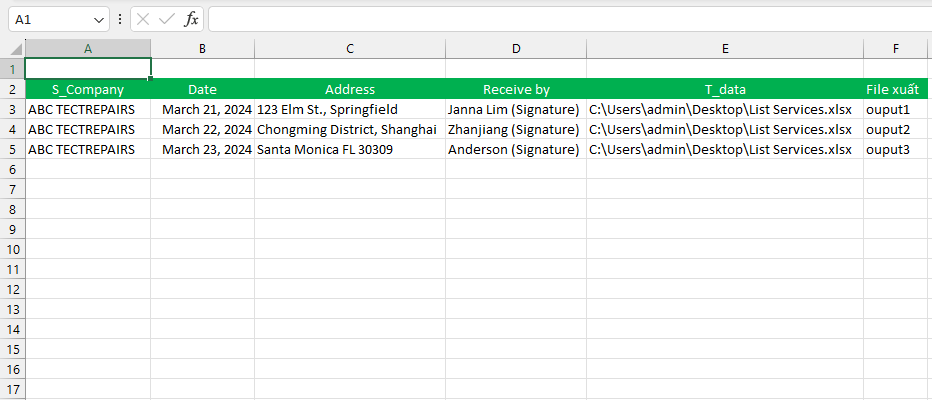 A1 fx
A B C D E F
1
2 S_Company Date Address Receive by T_data File xuất
3 ABC TECTREPAIRS March 21, 2024 123 Elm St., Springfield Janna Lim (Signature) C:\Users\admin\Desktop\List Services.xlsx ouput1
4 ABC TECTREPAIRS March 22, 2024 Chongming District, Shanghai Zhanjiang (Signature) C:\Users\admin\Desktop\List Services.xlsx ouput2
5 ABC TECTREPAIRS March 23, 2024 Santa Monica FL 30309 Anderson (Signature) C:\Users\admin\Desktop\List Services.xlsx ouput3
6
7
8
9
10
11
12
13
14
15
16
17